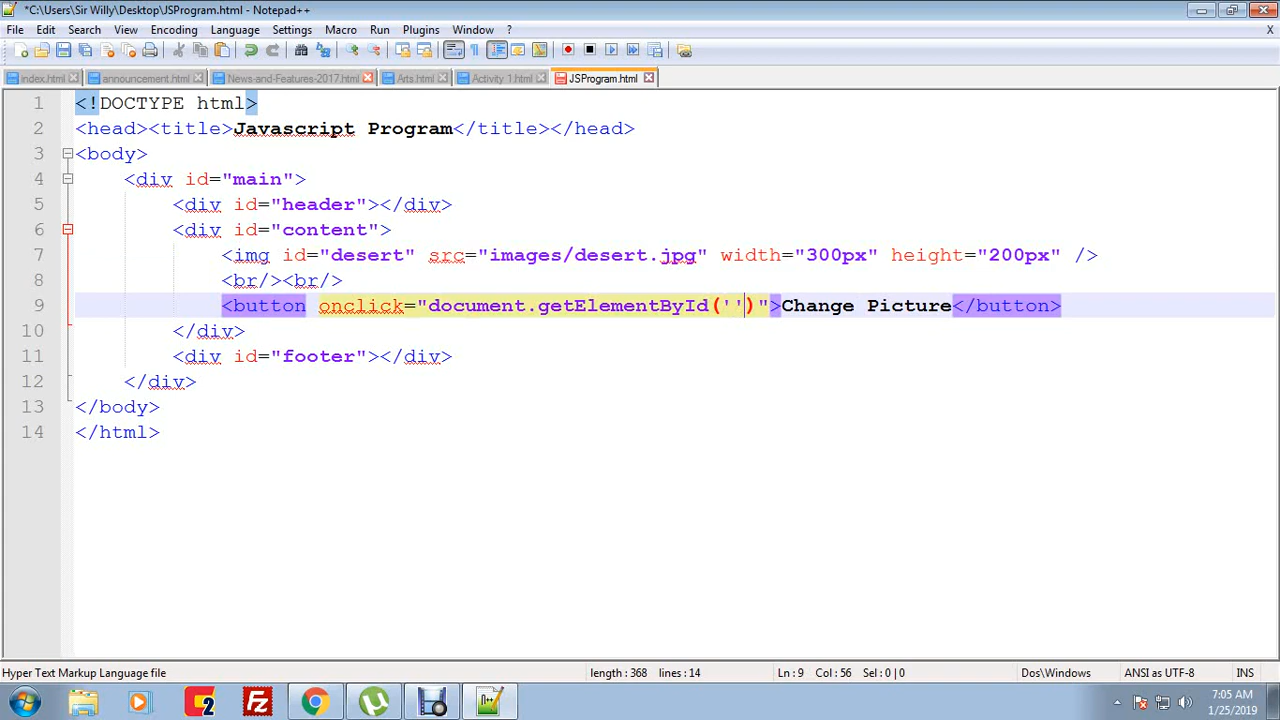 *C:\Users\Sir Willy\Desktop\JSProgram.html - Notepad++
File Edit Search View Encoding Language Settings Macro Run Plugins Window ? X
index.html announcement.html News-and-Features-2017.html Arts.html Activity 1.html JSProgram.html
1 <!DOCTYPE html>
2 <head><title>Javascript Program</title></head>
3 <body>
4 <div id="main">
5 <div id="header"></div>
6 <div id="content">
7 <img id="desert" src="images/desert.jpg" width="300px" height="200px" />
8 <br/><br/>
9 <button onclick="document.getElementById('')">Change Picture</button>
10 </div>
11 <div id="footer"></div>
12 </div>
13 </body>
14 </html>
Hyper Text Markup Language file length : 368 lines : 14 Ln : 9 Col : 56 Sel : 0 | 0 Dos\Windows ANSI as UTF-8 INS
7:05 AM
1/25/2019